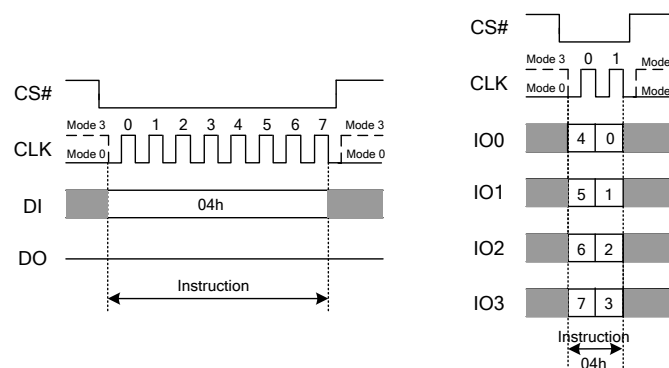 CS#
Mode 3 0 1 2 3 4 5 6 7 Mode 3
CLK Mode 0 Mode 0
DI 04h
DO
Instruction
CS#
Mode 3 0 1 Mode
CLK Mode 0 Mode
IO0 4 0
IO1 5 1
IO2 6 2
IO3 7 3
Instruction
04h